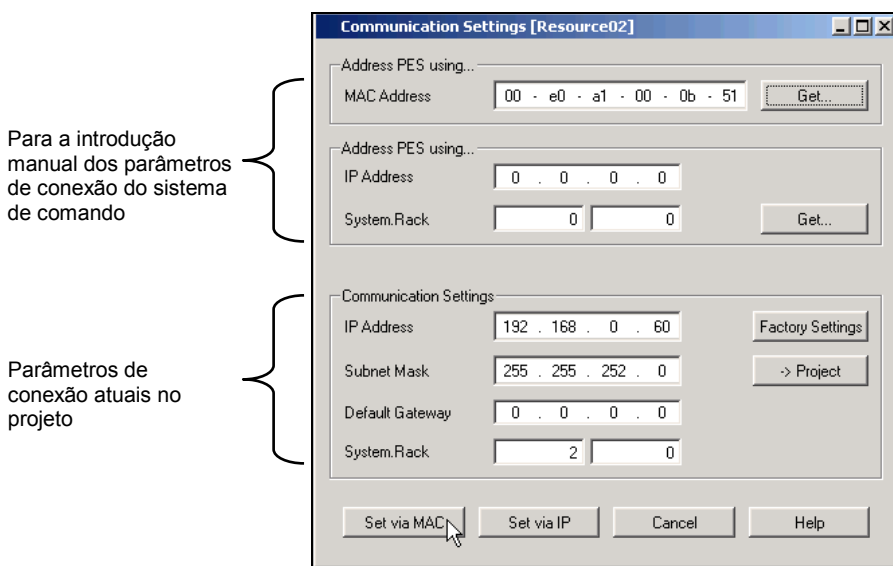 Communication Settings [Resource02]
Address PES using...
MAC Address 00 - e0 - a1 - 00 - 0b - 51 Get...
Para a introdução
manual dos parâmetros
de conexão do sistema
de comando
Address PES using...
IP Address 0 . 0 . 0 . 0
System.Rack 0 0 Get...
Communication Settings
IP Address 192 . 168 . 0 . 60 Factory Settings
Subnet Mask 255 . 255 . 252 . 0 -> Project
Default Gateway 0 . 0 . 0 . 0
System.Rack 2 0
Parâmetros de
conexão atuais no
projeto
Set via MAC Set via IP Cancel Help